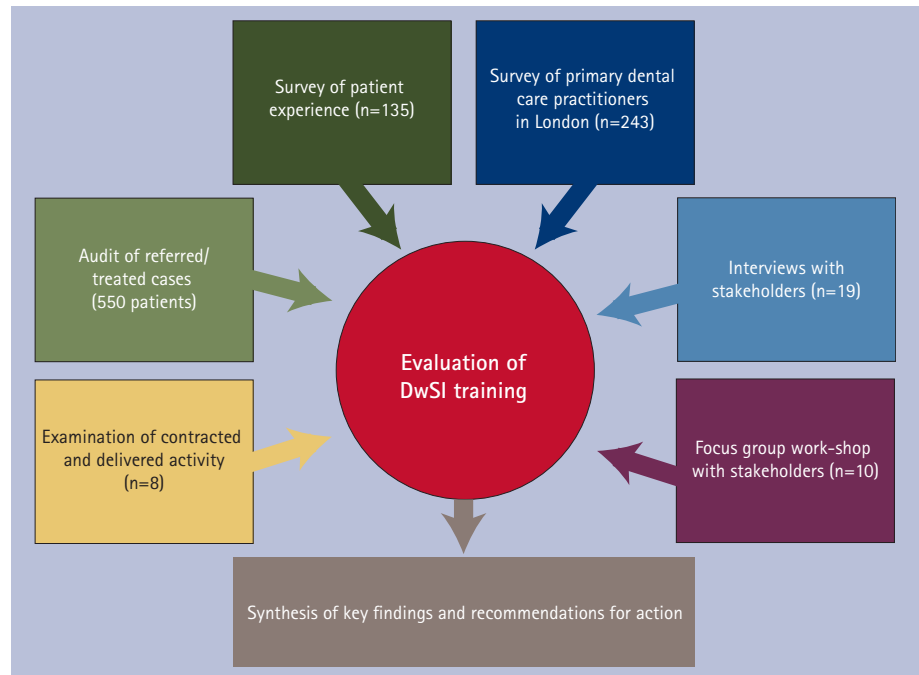 Survey of patient
experience (n=135)
Survey of primary dental
care practitioners
in London (n=243)
Audit of referred/
treated cases
(550 patients)
Interviews with
stakeholders (n=19)
Evaluation of
DwSI training
Examination of contracted
and delivered activity
(n=8)
Focus group work-shop
with stakeholders (n=10)
Synthesis of key findings and recommendations for action